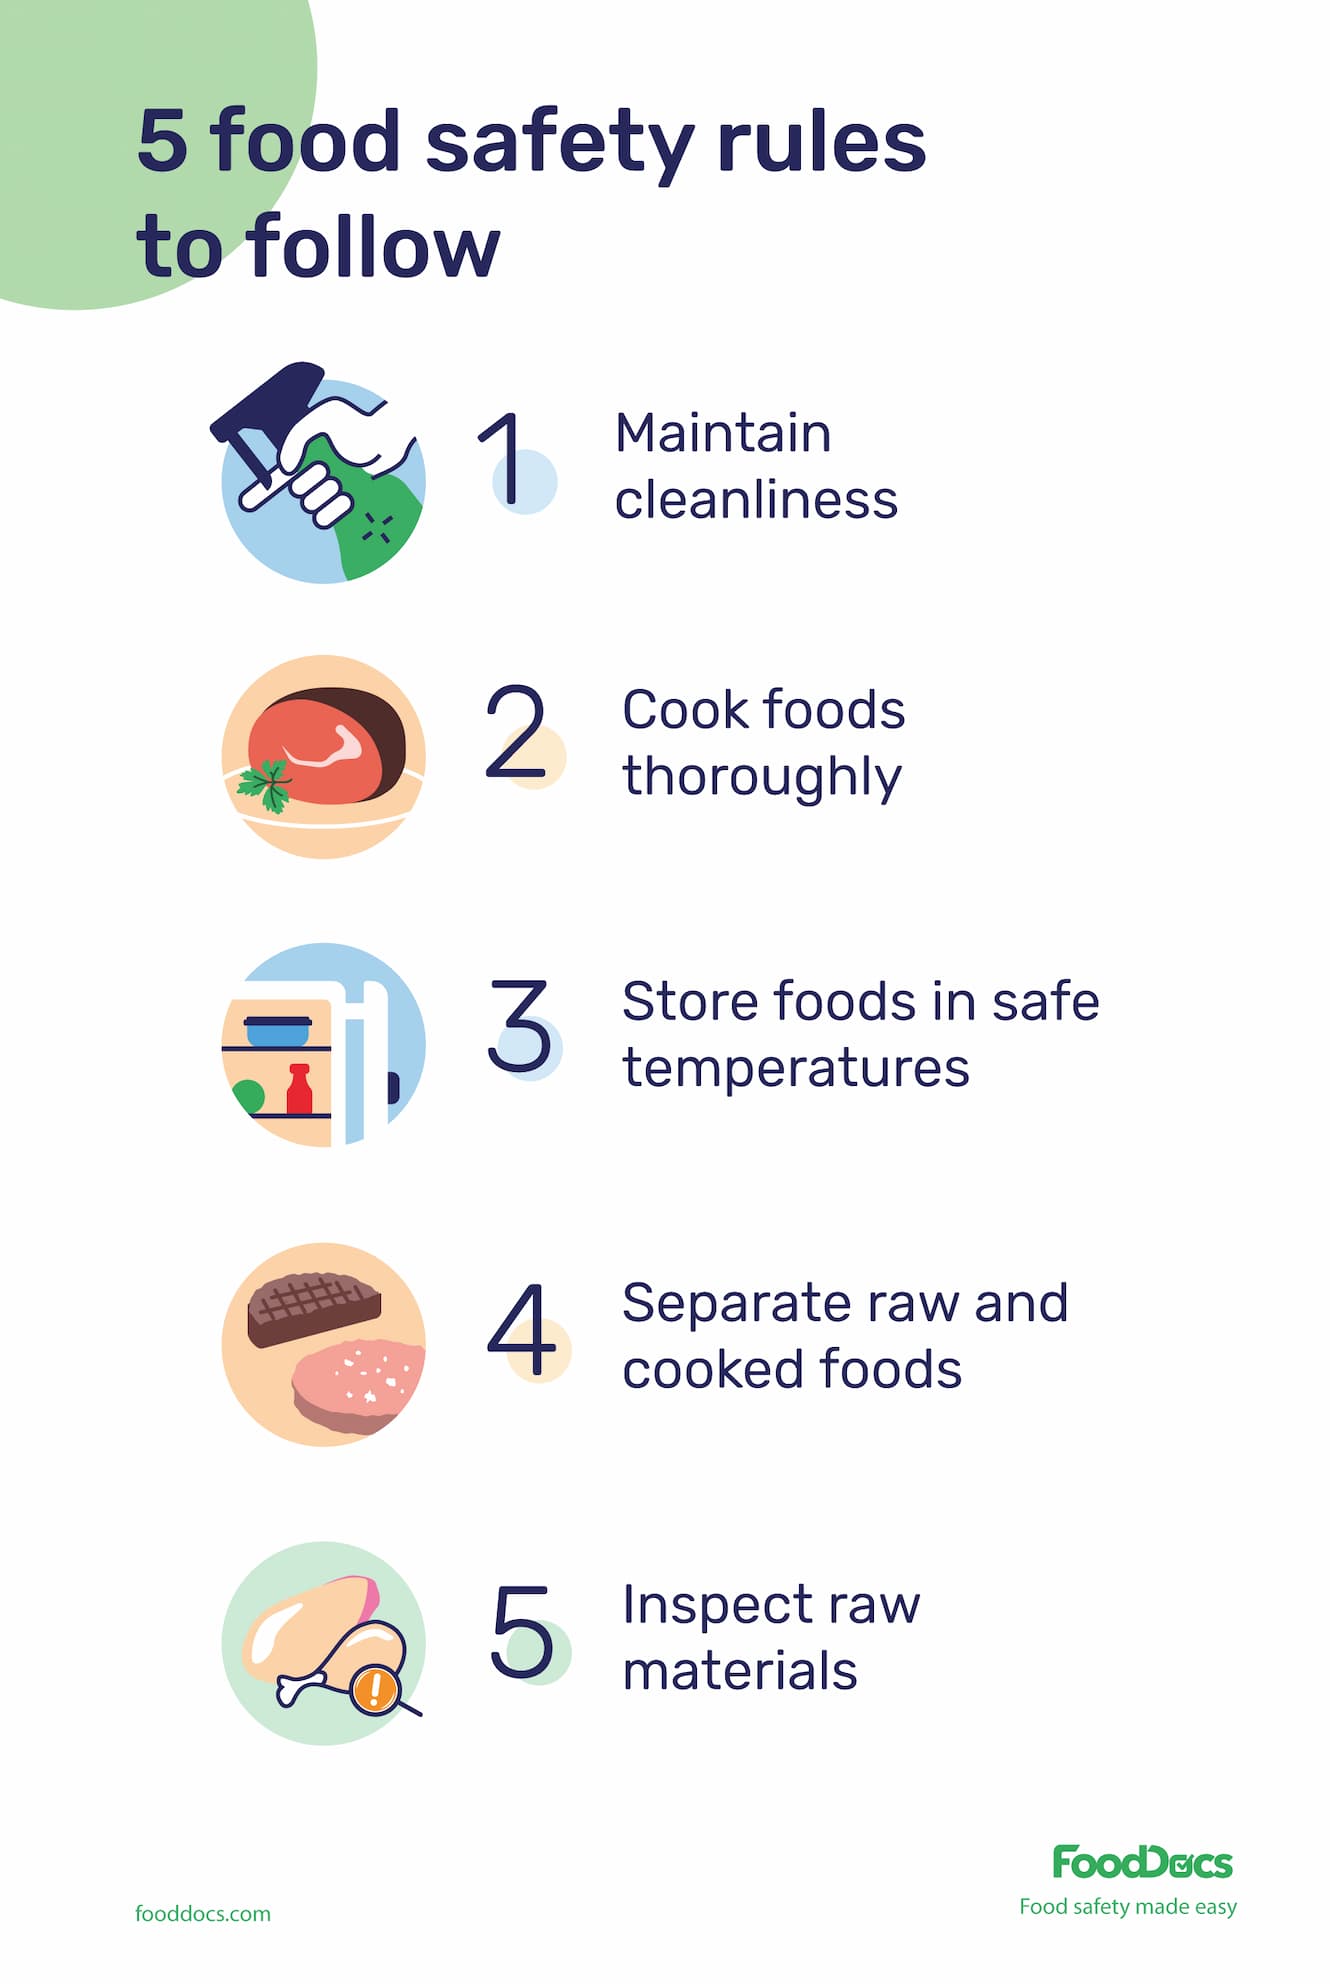 5 food safety rules
to follow
1
Maintain
cleanliness
2
Cook foods
thoroughly
3
Store foods in safe
temperatures
4
Separate raw and
cooked foods
5
Inspect raw
materials
FoodDocs
Food safety made easy
fooddocs.com